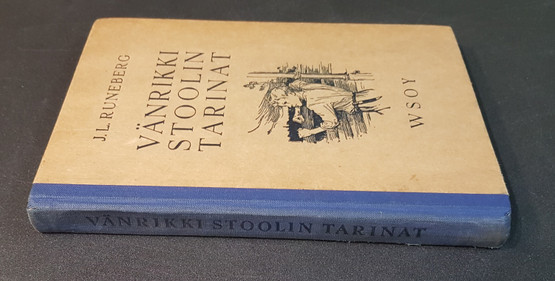 J.L. RUNEBERG
VÄNRIKKI
STOOLIN
TARINAT
WSOY
VÄNRIKKI STOOLIN TARINAT